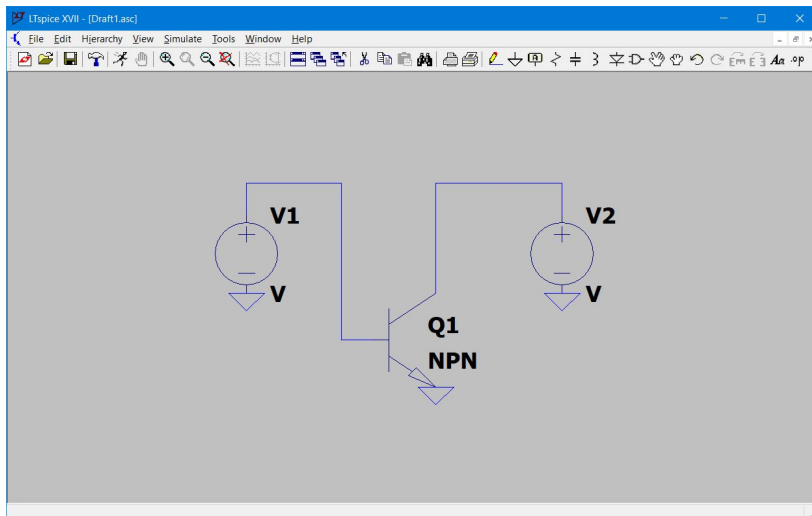 LTspice XVII - [Draft1.asc]
File Edit Hierarchy View Simulate Tools Window Help
Aa .op
V1
V
V2
V
Q1
NPN